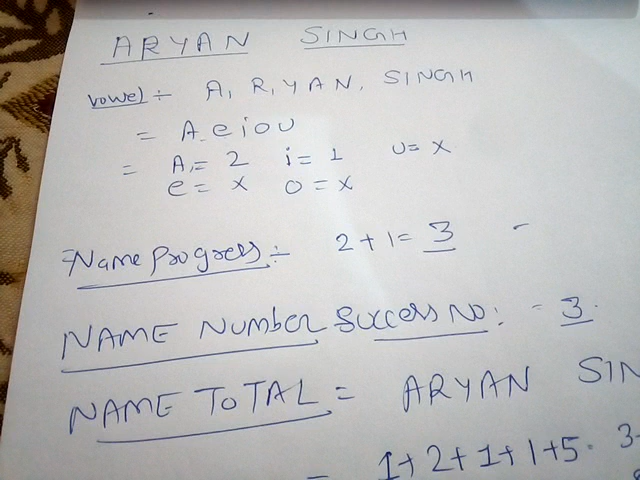 ARYAN SINGH
vowel ÷ A, R, Y A N, SINGH
= A e i o u
= A = 2 i = 1 u = x
e = x o = x
Name Progress ÷ 2 + 1 = 3 -
NAME Number Success No: - 3.
NAME TOTAL = ARYAN SIN
= 1 + 2 + 1 + 1 + 5. 3